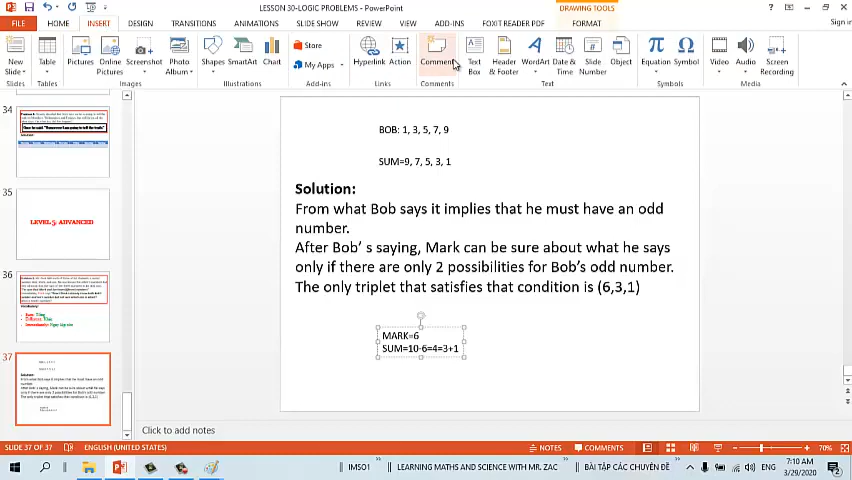 LESSON 30-LOGIC PROBLEMS - PowerPoint
Sign in
FILE HOME INSERT DESIGN TRANSITIONS ANIMATIONS SLIDE SHOW REVIEW VIEW ADD-INS FOXIT READER PDF DRAWING TOOLS FORMAT
New Slide Table Pictures Online Pictures Screenshot Photo Album Shapes SmartArt Chart Store My Apps Hyperlink Action Comment Text Box Header & Footer WordArt Date & Time Slide Number Object Equation Symbol Video Audio Screen Recording
Slides Tables Images Illustrations Add-ins Links Comments Text Symbols Media
34
35
LEVEL 5: ADVANCED
36
37
BOB: 1, 3, 5, 7, 9
SUM=9, 7, 5, 3, 1
Solution:
From what Bob says it implies that he must have an odd
number.
After Bob' s saying, Mark can be sure about what he says
only if there are only 2 possibilities for Bob's odd number.
The only triplet that satisfies that condition is (6,3,1)
MARK=6
SUM=10-6=4=3+1
Click to add notes
SLIDE 37 OF 37 ENGLISH (UNITED STATES) NOTES COMMENTS 70%
IMSO1 LEARNING MATHS AND SCIENCE WITH MR. ZAC BÀI TẬP CÁC CHUYÊN ĐỀ ENG 7:10 AM
3/29/2020